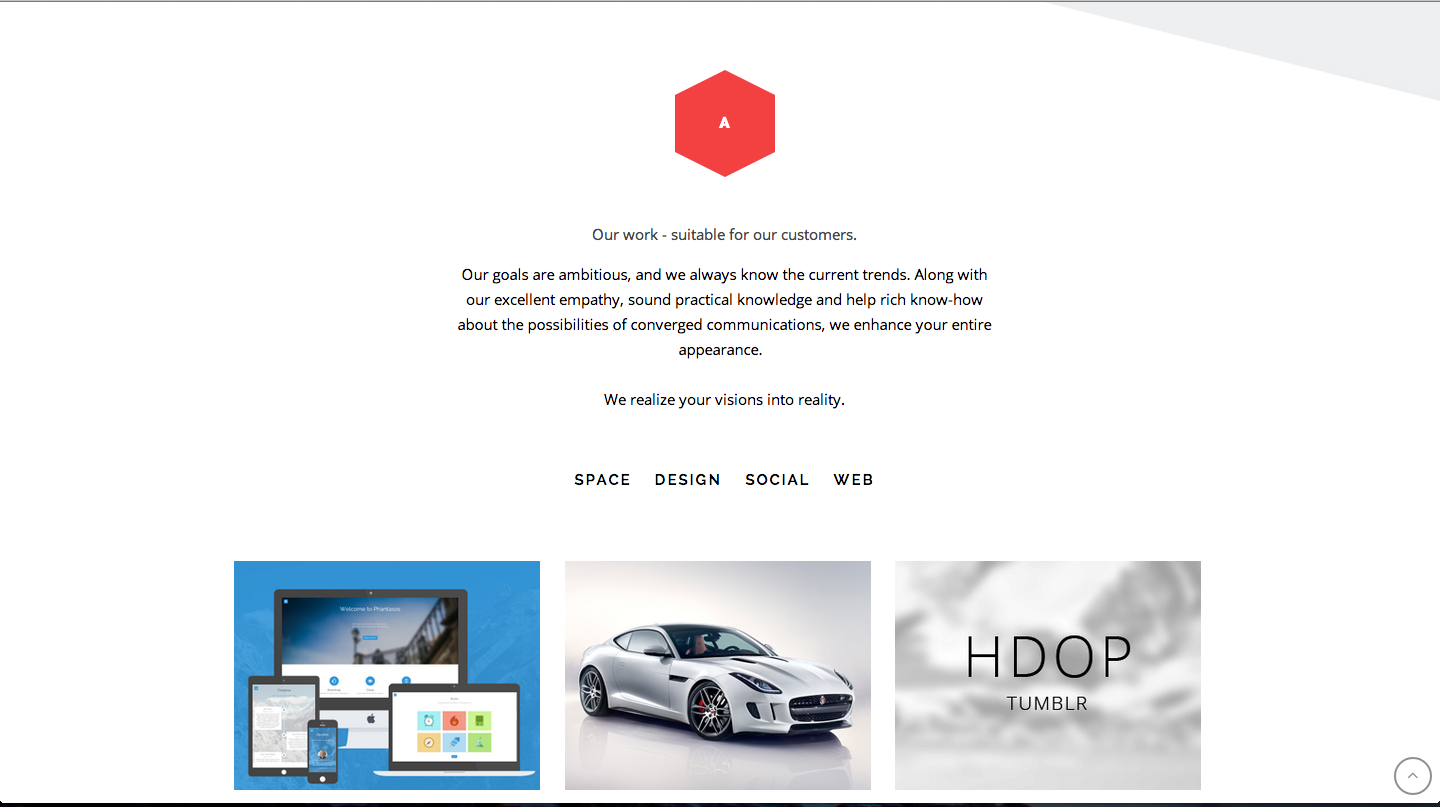 A
Our work - suitable for our customers.
Our goals are ambitious, and we always know the current trends. Along with
our excellent empathy, sound practical knowledge and help rich know-how
about the possibilities of converged communications, we enhance your entire
appearance.
We realize your visions into reality.
SPACE DESIGN SOCIAL WEB
Welcome to Phantasos
HDOP
TUMBLR